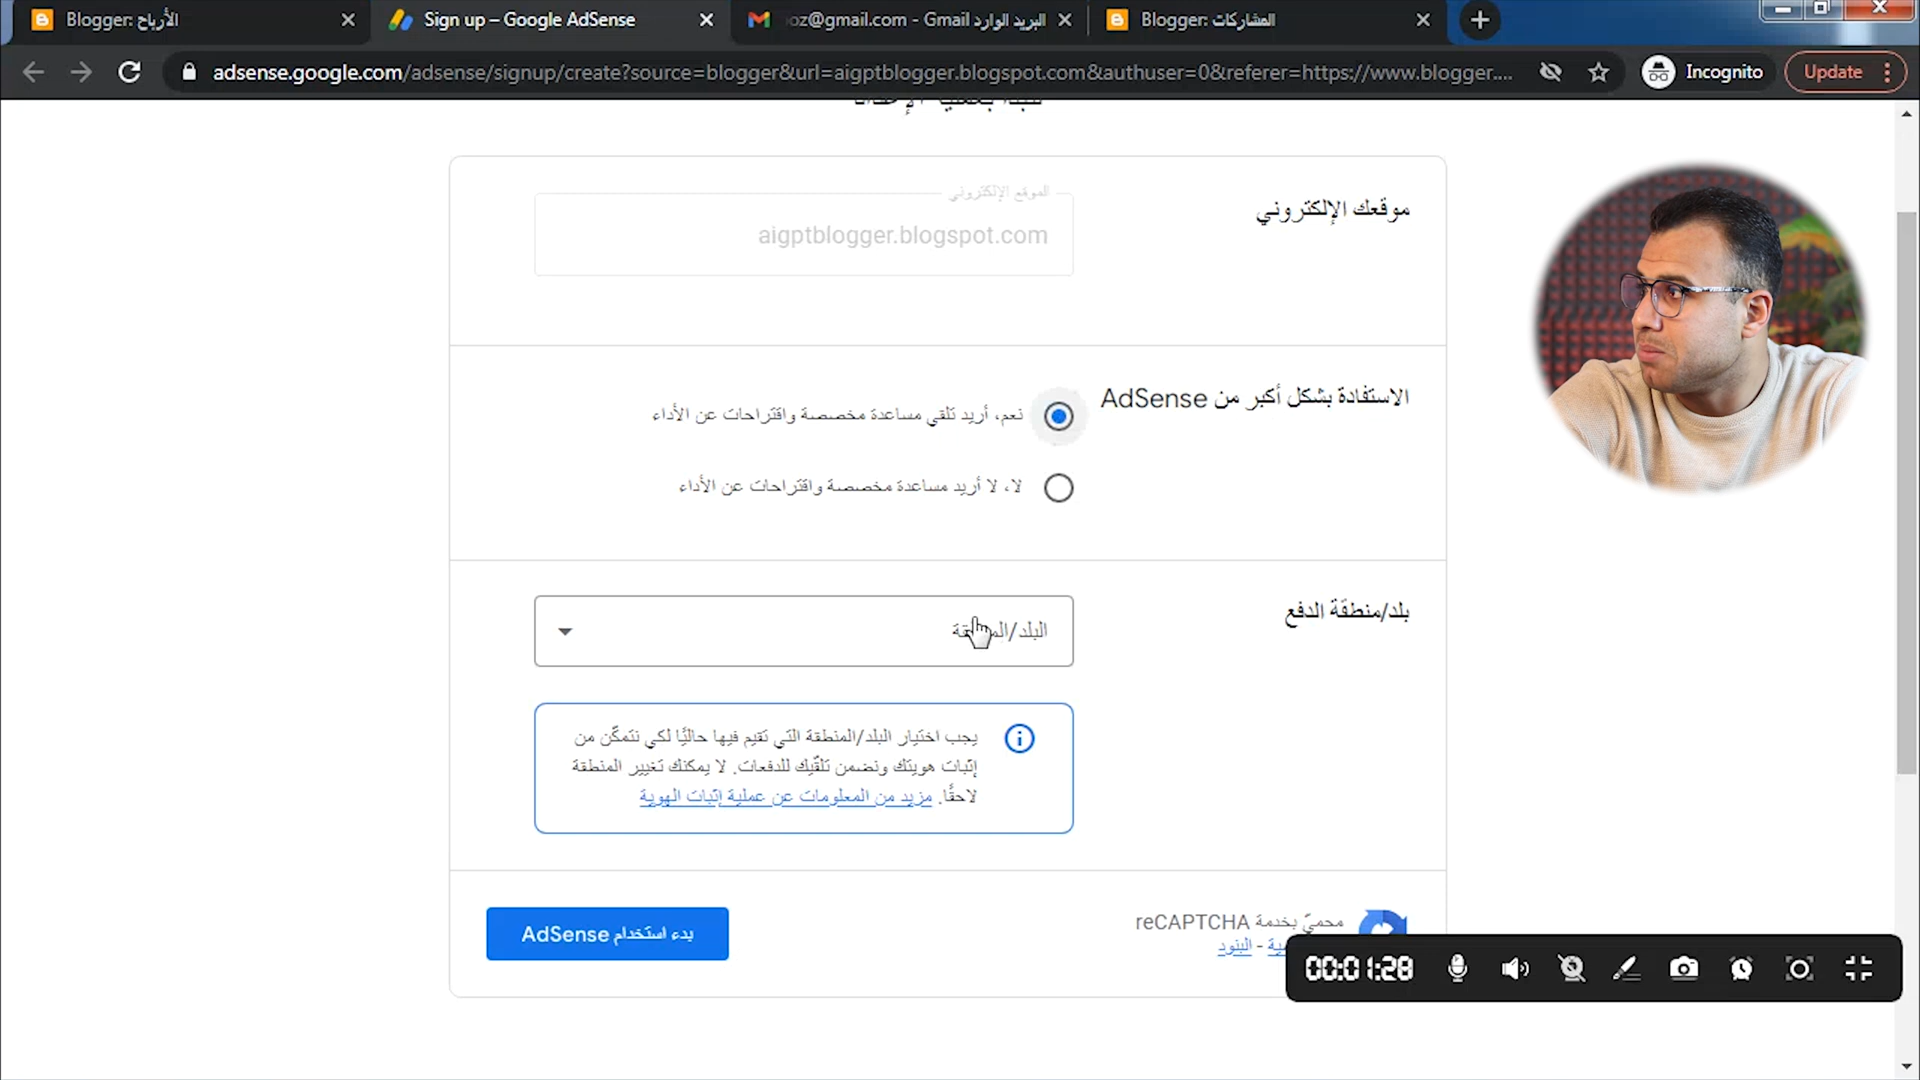 Blogger: الأرباح
Sign up – Google AdSense
البريد الوارد - oz@gmail.com - Gmail
Blogger: المشاركات
adsense.google.com/adsense/signup/create?source=blogger&url=aigptblogger.blogspot.com&authuser=0&referer=https://www.blogger....
Incognito
Update
موقعك الإلكتروني
الموقع الإلكتروني
aigptblogger.blogspot.com
الاستفادة بشكل أكبر من AdSense
نعم، أريد تلقي مساعدة مخصصة واقتراحات عن الأداء
لا، لا أريد مساعدة مخصصة واقتراحات عن الأداء
بلد/منطقة الدفع
البلد/
يجب اختيار البلد/المنطقة التي تقيم فيها حاليًا لكي نتمكّن من
إثبات هويتك ونضمن تلقّيك للدفعات. لا يمكنك تغيير المنطقة
لاحقًا. مزيد من المعلومات عن عملية إثبات الهوية
بدء استخدام AdSense
محميّ بخدمة reCAPTCHA
- البنود
00:01:28